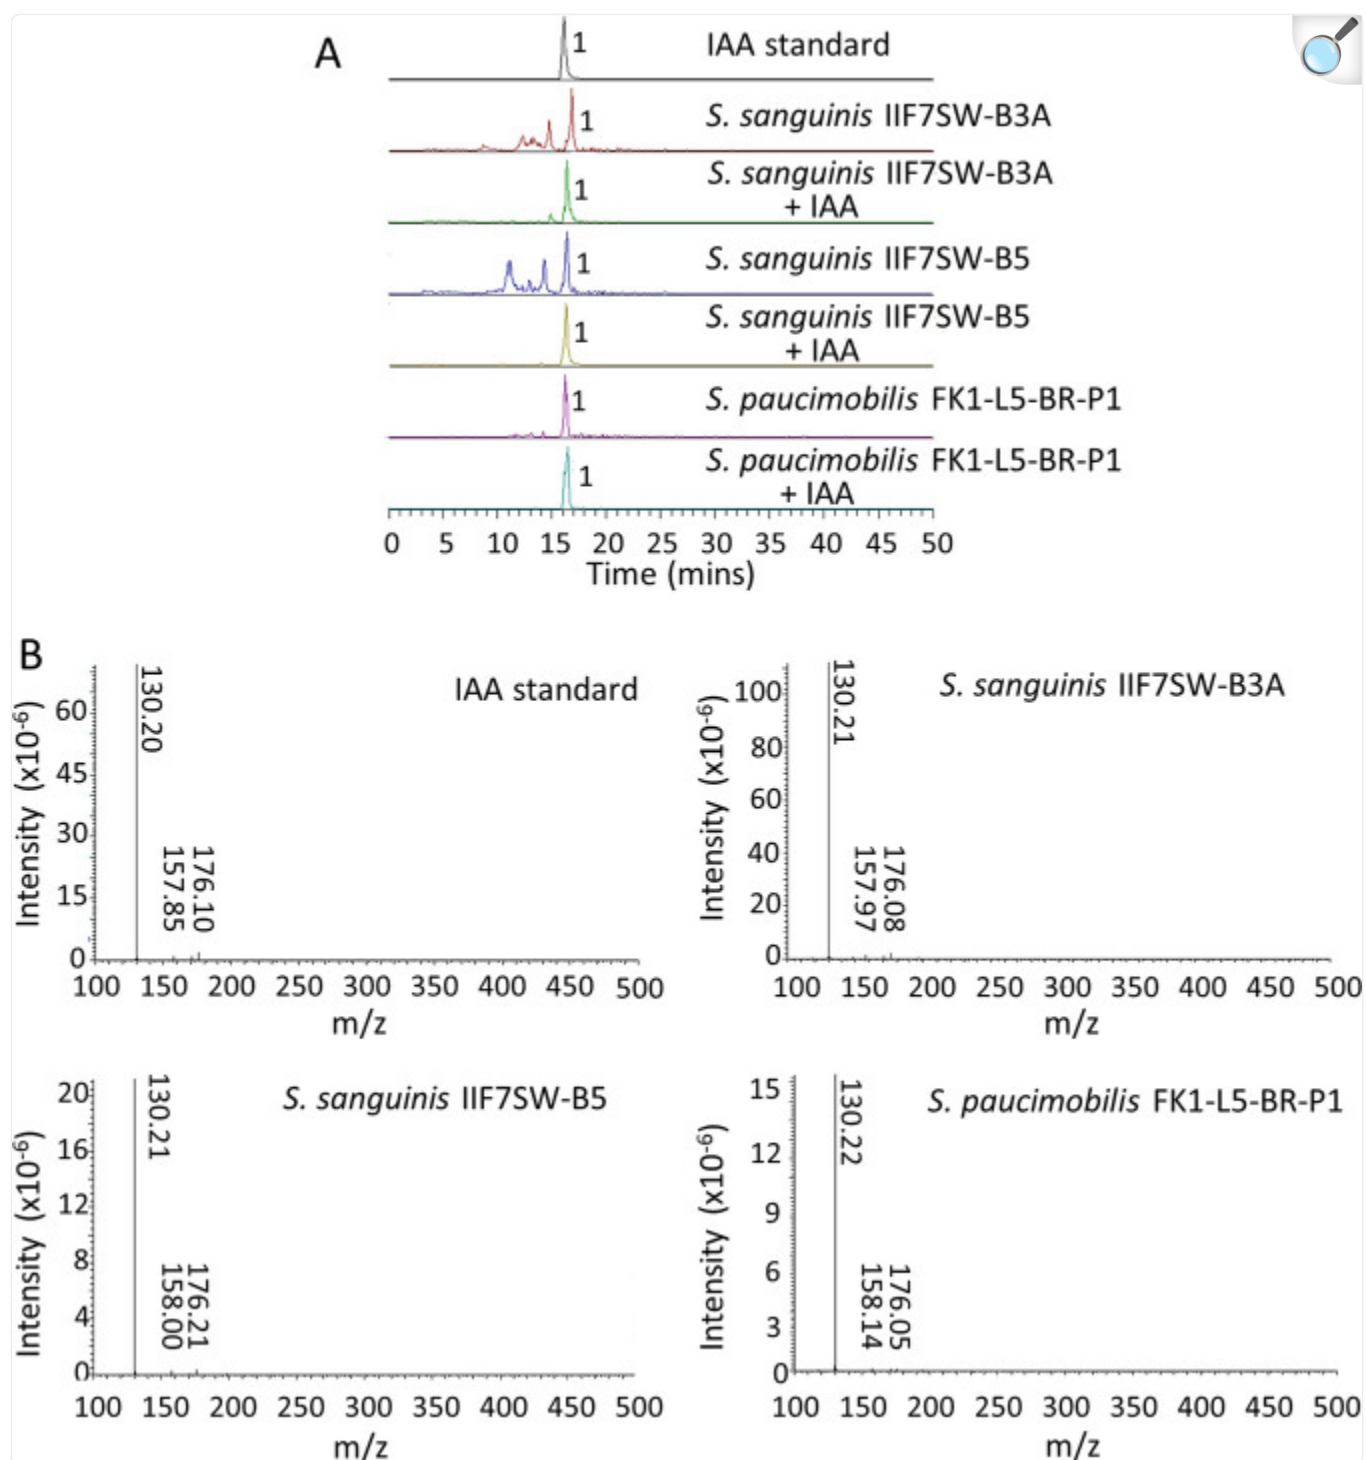 A
1 IAA standard
1 S. sanguinis IIF7SW-B3A
1 S. sanguinis IIF7SW-B3A
+ IAA
1 S. sanguinis IIF7SW-B5
1 S. sanguinis IIF7SW-B5
+ IAA
1 S. paucimobilis FK1-L5-BR-P1
1 S. paucimobilis FK1-L5-BR-P1
+ IAA
0 5 10 15 20 25 30 35 40 45 50
Time (mins)
B
IAA standard
Intensity (x10-6)
60
45
30
15
0
130.20
157.85
176.10
100 150 200 250 300 350 400 450 500
m/z
S. sanguinis IIF7SW-B3A
Intensity (x10-6)
100
80
60
40
20
0
130.21
157.97
176.08
100 150 200 250 300 350 400 450 500
m/z
S. sanguinis IIF7SW-B5
Intensity (x10-6)
20
16
12
8
4
0
130.21
158.00
176.21
100 150 200 250 300 350 400 450 500
m/z
S. paucimobilis FK1-L5-BR-P1
Intensity (x10-6)
15
12
9
6
3
0
130.22
158.14
176.05
100 150 200 250 300 350 400 450 500
m/z